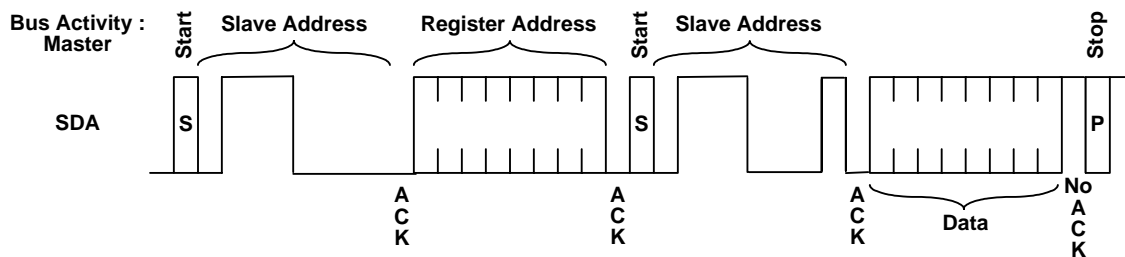 Bus Activity :
Master
Start
Slave Address
Register Address
Start
Slave Address
Stop
SDA
S
S
P
ACK
ACK
ACK
Data
No
ACK